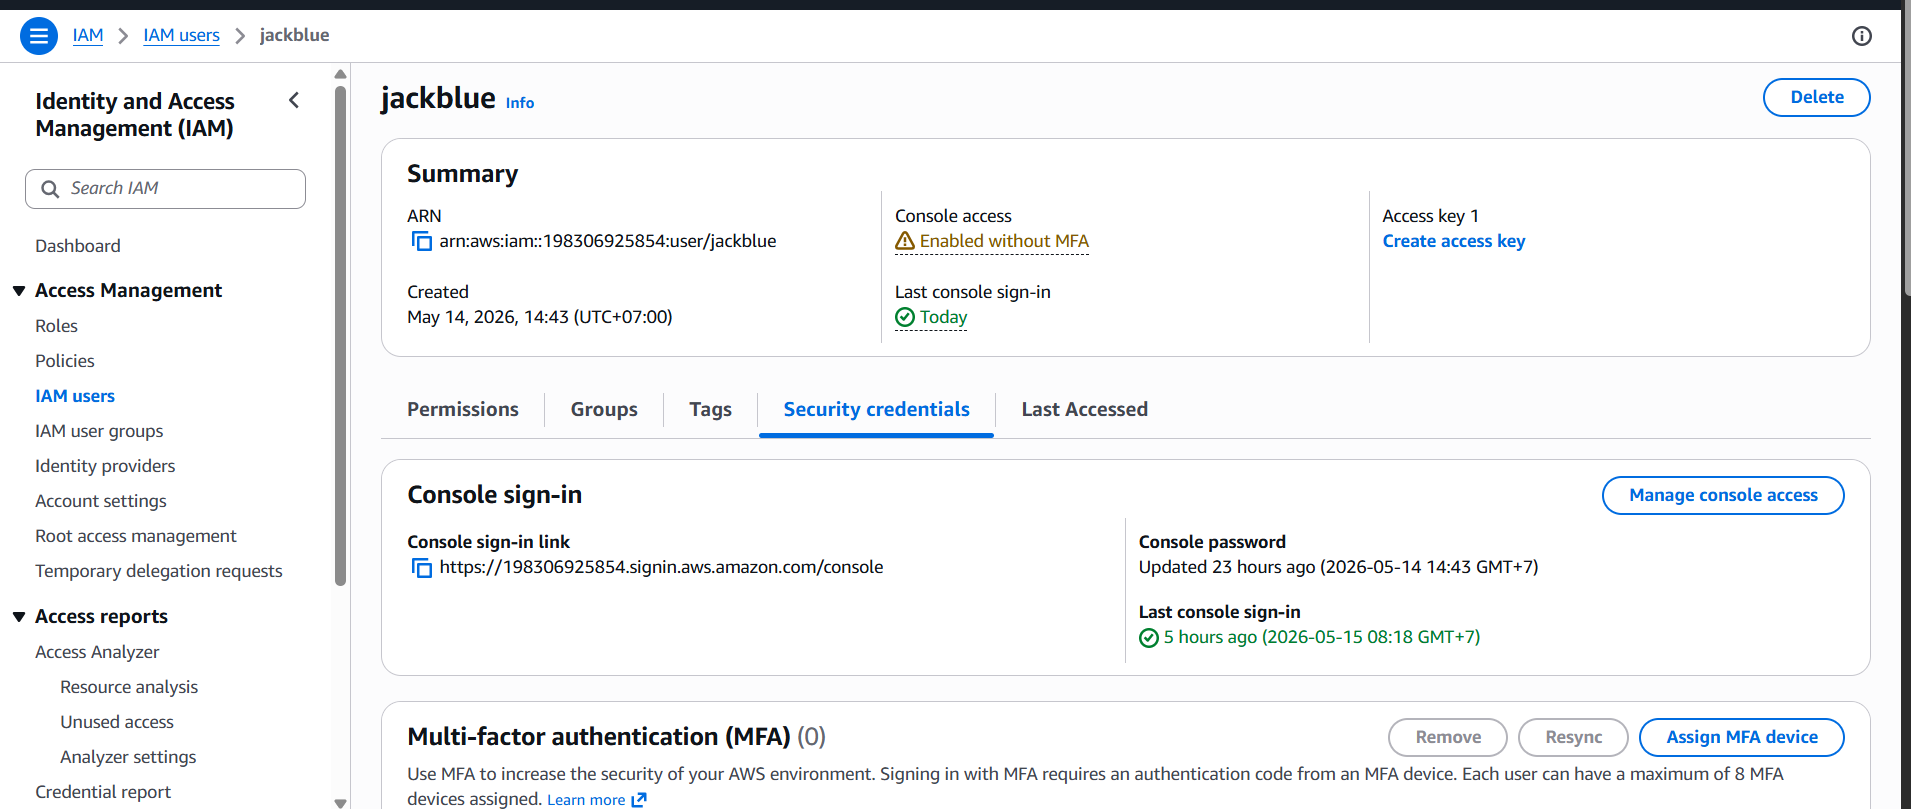 IAM > IAM users > jackblue
Identity and Access
Management (IAM)
Search IAM
Dashboard
Access Management
Roles
Policies
IAM users
IAM user groups
Identity providers
Account settings
Root access management
Temporary delegation requests
Access reports
Access Analyzer
Resource analysis
Unused access
Analyzer settings
Credential report
jackblue Info
Delete
Summary
ARN
arn:aws:iam::198306925854:user/jackblue
Created
May 14, 2026, 14:43 (UTC+07:00)
Console access
Enabled without MFA
Last console sign-in
Today
Access key 1
Create access key
Permissions
Groups
Tags
Security credentials
Last Accessed
Console sign-in
Manage console access
Console sign-in link
https://198306925854.signin.aws.amazon.com/console
Console password
Updated 23 hours ago (2026-05-14 14:43 GMT+7)
Last console sign-in
5 hours ago (2026-05-15 08:18 GMT+7)
Multi-factor authentication (MFA) (0)
Remove
Resync
Assign MFA device
Use MFA to increase the security of your AWS environment. Signing in with MFA requires an authentication code from an MFA device. Each user can have a maximum of 8 MFA
devices assigned. Learn more